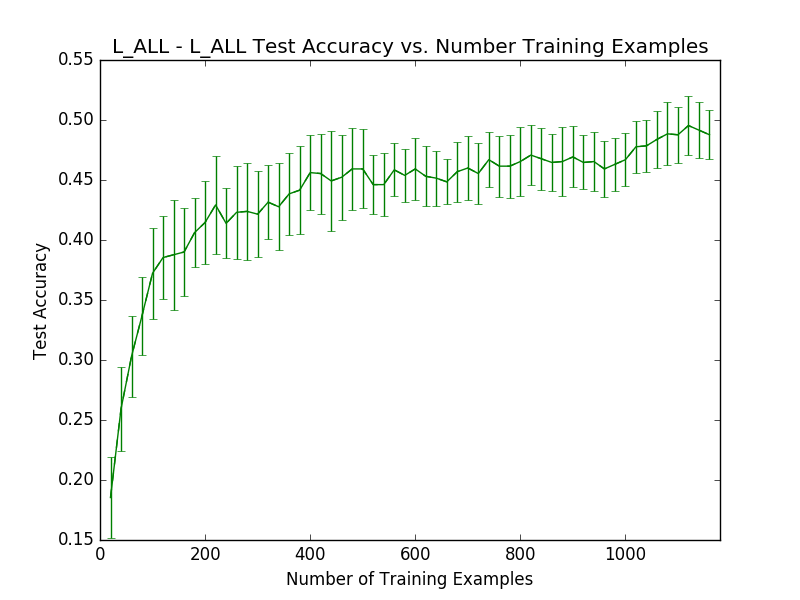 L_ALL - L_ALL Test Accuracy vs. Number Training Examples
0.55
0.50
0.45
0.40
0.35
0.30
0.25
0.20
0.15
Test Accuracy
0 200 400 600 800 1000
Number of Training Examples